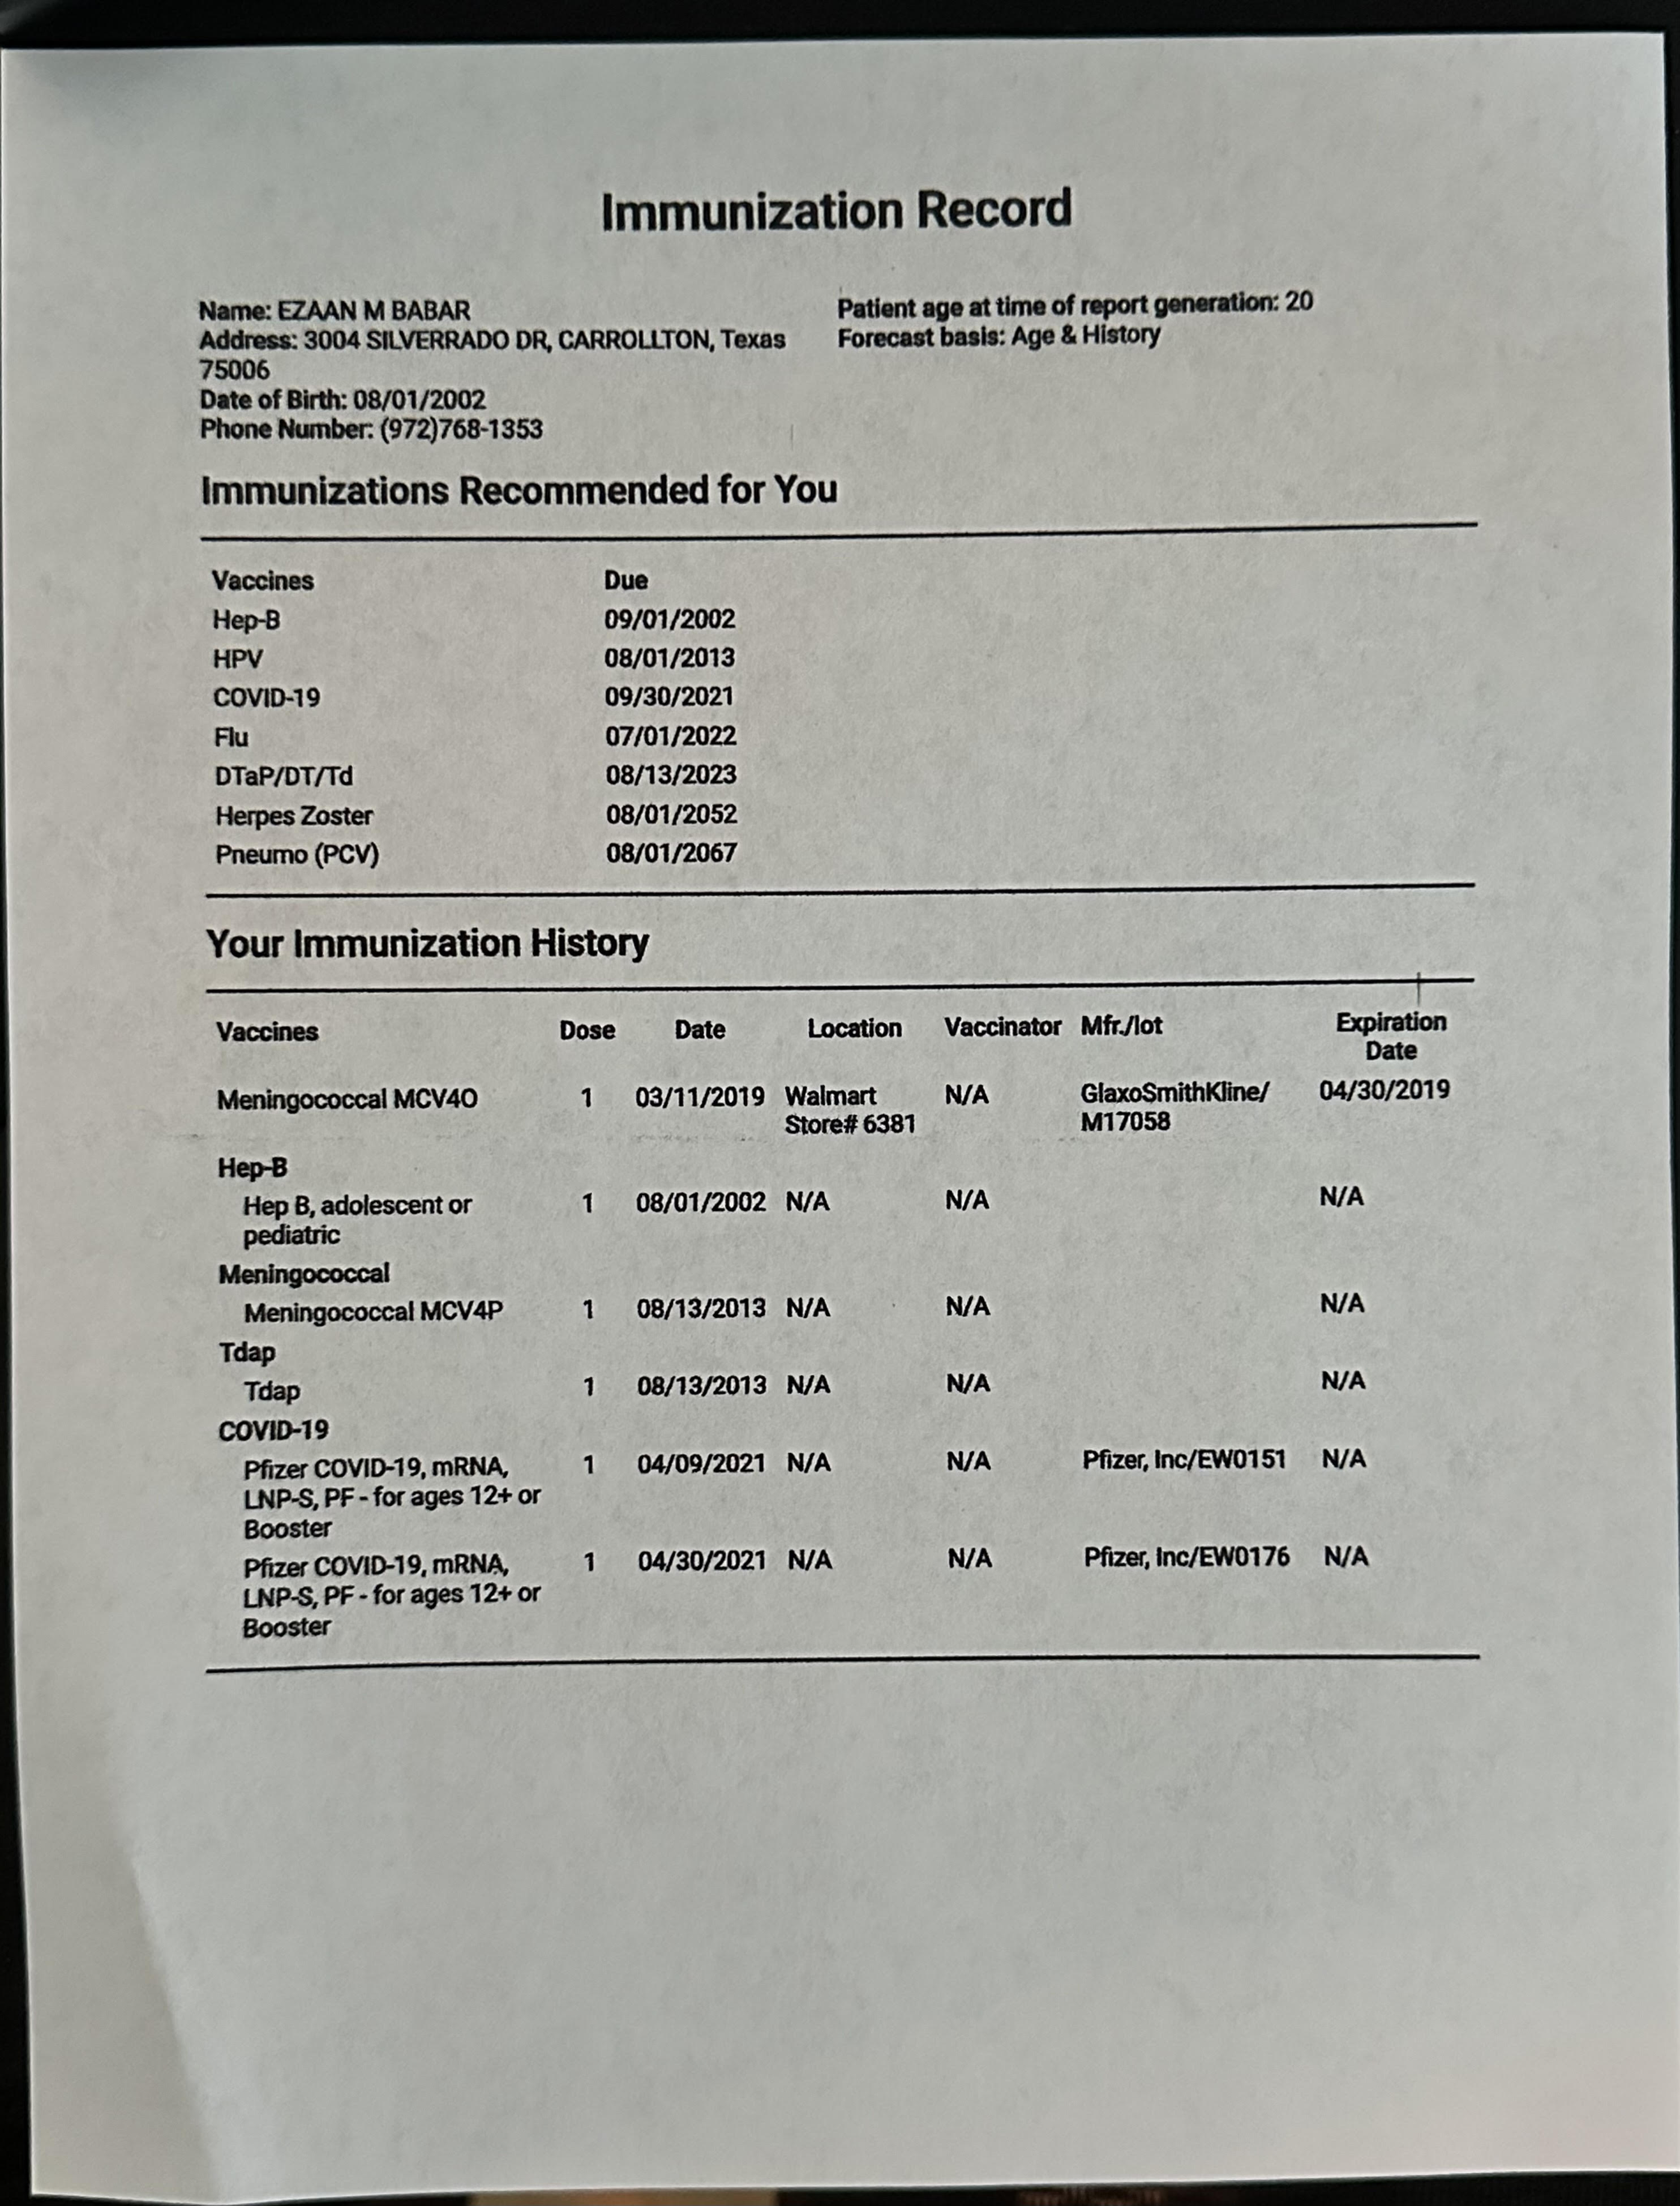 Immunization Record
Name: EZAAN M BABAR
Address: 3004 SILVERRADO DR, CARROLLTON, Texas
75006
Date of Birth: 08/01/2002
Phone Number: (972)768-1353
Patient age at time of report generation: 20
Forecast basis: Age & History
Immunizations Recommended for You
Vaccines Due
Hep-B 09/01/2002
HPV 08/01/2013
COVID-19 09/30/2021
Flu 07/01/2022
DTaP/DT/Td 08/13/2023
Herpes Zoster 08/01/2052
Pneumo (PCV) 08/01/2067
Your Immunization History
Vaccines Dose Date Location Vaccinator Mfr./lot Expiration
Date
Meningococcal MCV4O 1 03/11/2019 Walmart N/A GlaxoSmithKline/ 04/30/2019
Store# 6381 M17058
Hep-B
Hep B, adolescent or 1 08/01/2002 N/A N/A N/A
pediatric
Meningococcal
Meningococcal MCV4P 1 08/13/2013 N/A N/A N/A
Tdap
Tdap 1 08/13/2013 N/A N/A N/A
COVID-19
Pfizer COVID-19, mRNA, 1 04/09/2021 N/A N/A Pfizer, Inc/EW0151 N/A
LNP-S, PF - for ages 12+ or
Booster
Pfizer COVID-19, mRNA, 1 04/30/2021 N/A N/A Pfizer, Inc/EW0176 N/A
LNP-S, PF - for ages 12+ or
Booster